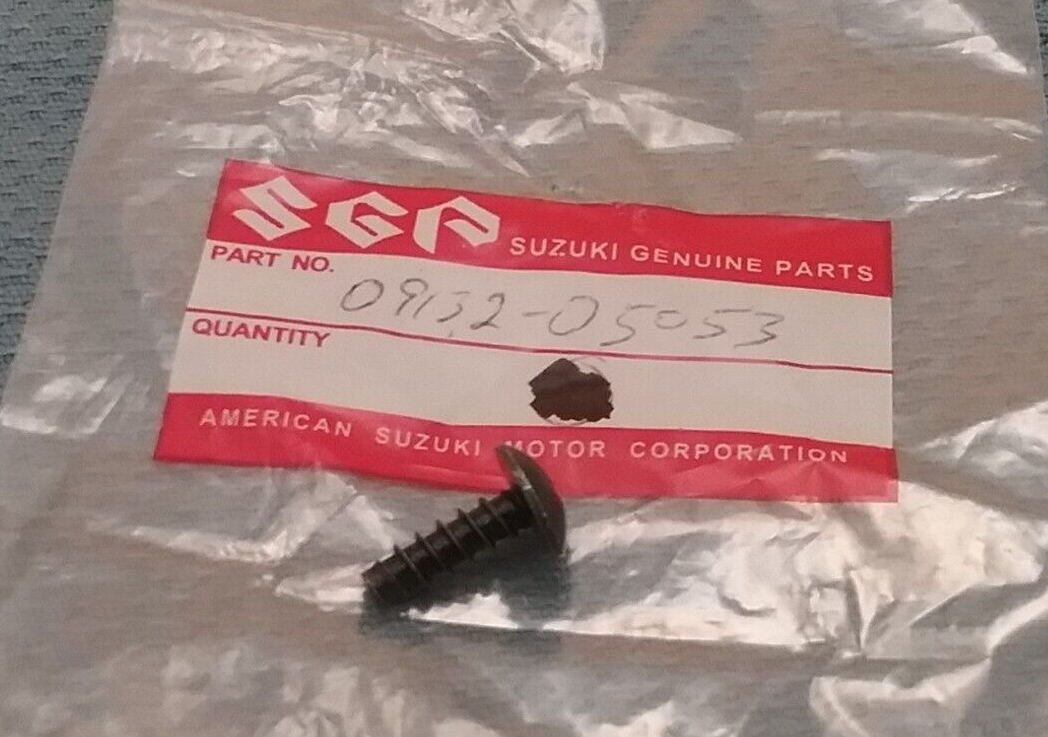 SGP SUZUKI GENUINE PARTS
PART NO. 09132-05053
QUANTITY
AMERICAN SUZUKI MOTOR CORPORATION